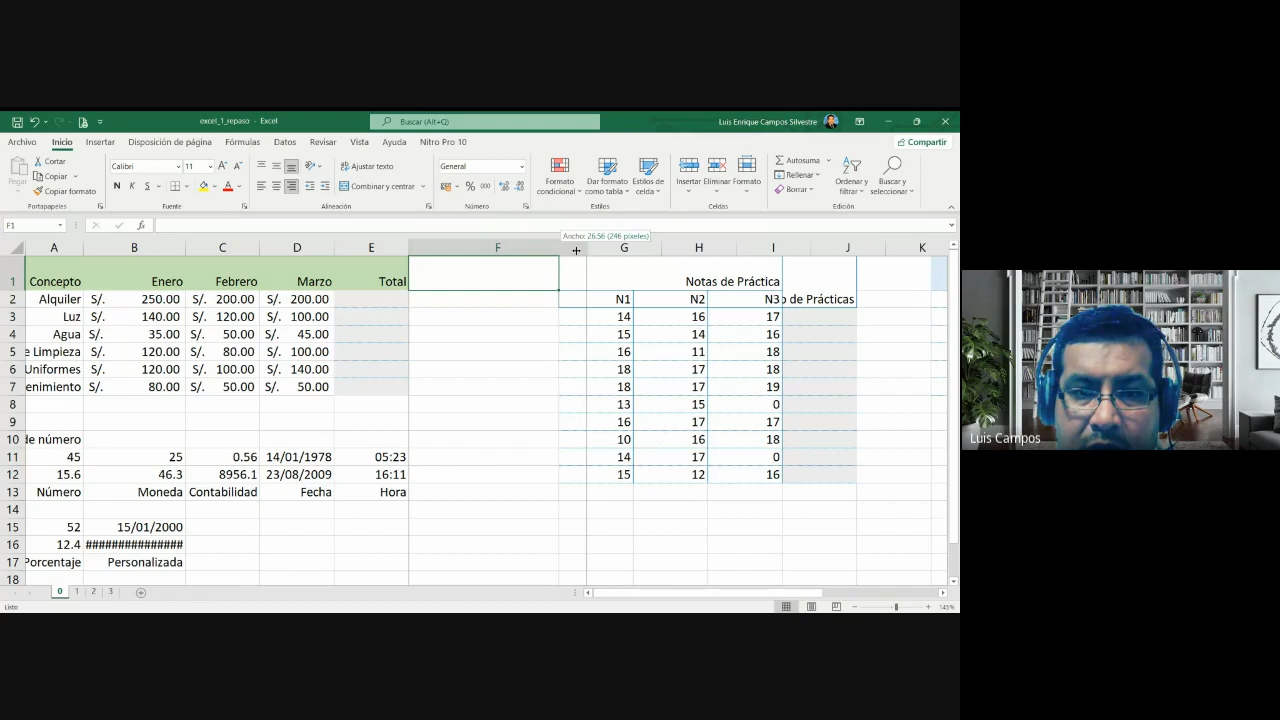 excel_1_repaso - Excel
Buscar (Alt+Q)
Luis Enrique Campos Silvestre
Archivo Inicio Insertar Disposición de página Fórmulas Datos Revisar Vista Ayuda Nitro Pro 10
Compartir
Pegar
Cortar
Copiar
Copiar formato
Portapapeles
Calibri 11
N K S
Fuente
Ajustar texto
Combinar y centrar
Alineación
General
% 000
Número
Formato condicional
Dar formato como tabla
Estilos de celda
Estilos
Insertar Eliminar Formato
Celdas
Autosuma
Rellenar
Borrar
Ordenar y filtrar
Buscar y seleccionar
Edición
F1
fx
Ancho: 26.56 (246 píxeles)
A B C D E F G H I J K
1 Concepto Enero Febrero Marzo Total Notas de Práctica
2 Alquiler S/. 250.00 S/. 200.00 S/. 200.00 N1 N2 N3 o de Prácticas
3 Luz S/. 140.00 S/. 120.00 S/. 100.00 14 16 17
4 Agua S/. 35.00 S/. 50.00 S/. 45.00 15 14 16
5 e Limpieza S/. 120.00 S/. 80.00 S/. 100.00 16 11 18
6 Uniformes S/. 120.00 S/. 100.00 S/. 140.00 18 17 18
7 enimiento S/. 80.00 S/. 50.00 S/. 50.00 18 17 19
8 13 15 0
9 16 17 17
10 de número 10 16 18
11 45 25 0.56 14/01/1978 05:23 14 17 0
12 15.6 46.3 8956.1 23/08/2009 16:11 15 12 16
13 Número Moneda Contabilidad Fecha Hora
14
15 52 15/01/2000
16 12.4 ###############
17 Porcentaje Personalizada
18
0 1 2 3
Listo
145%
Luis Campos